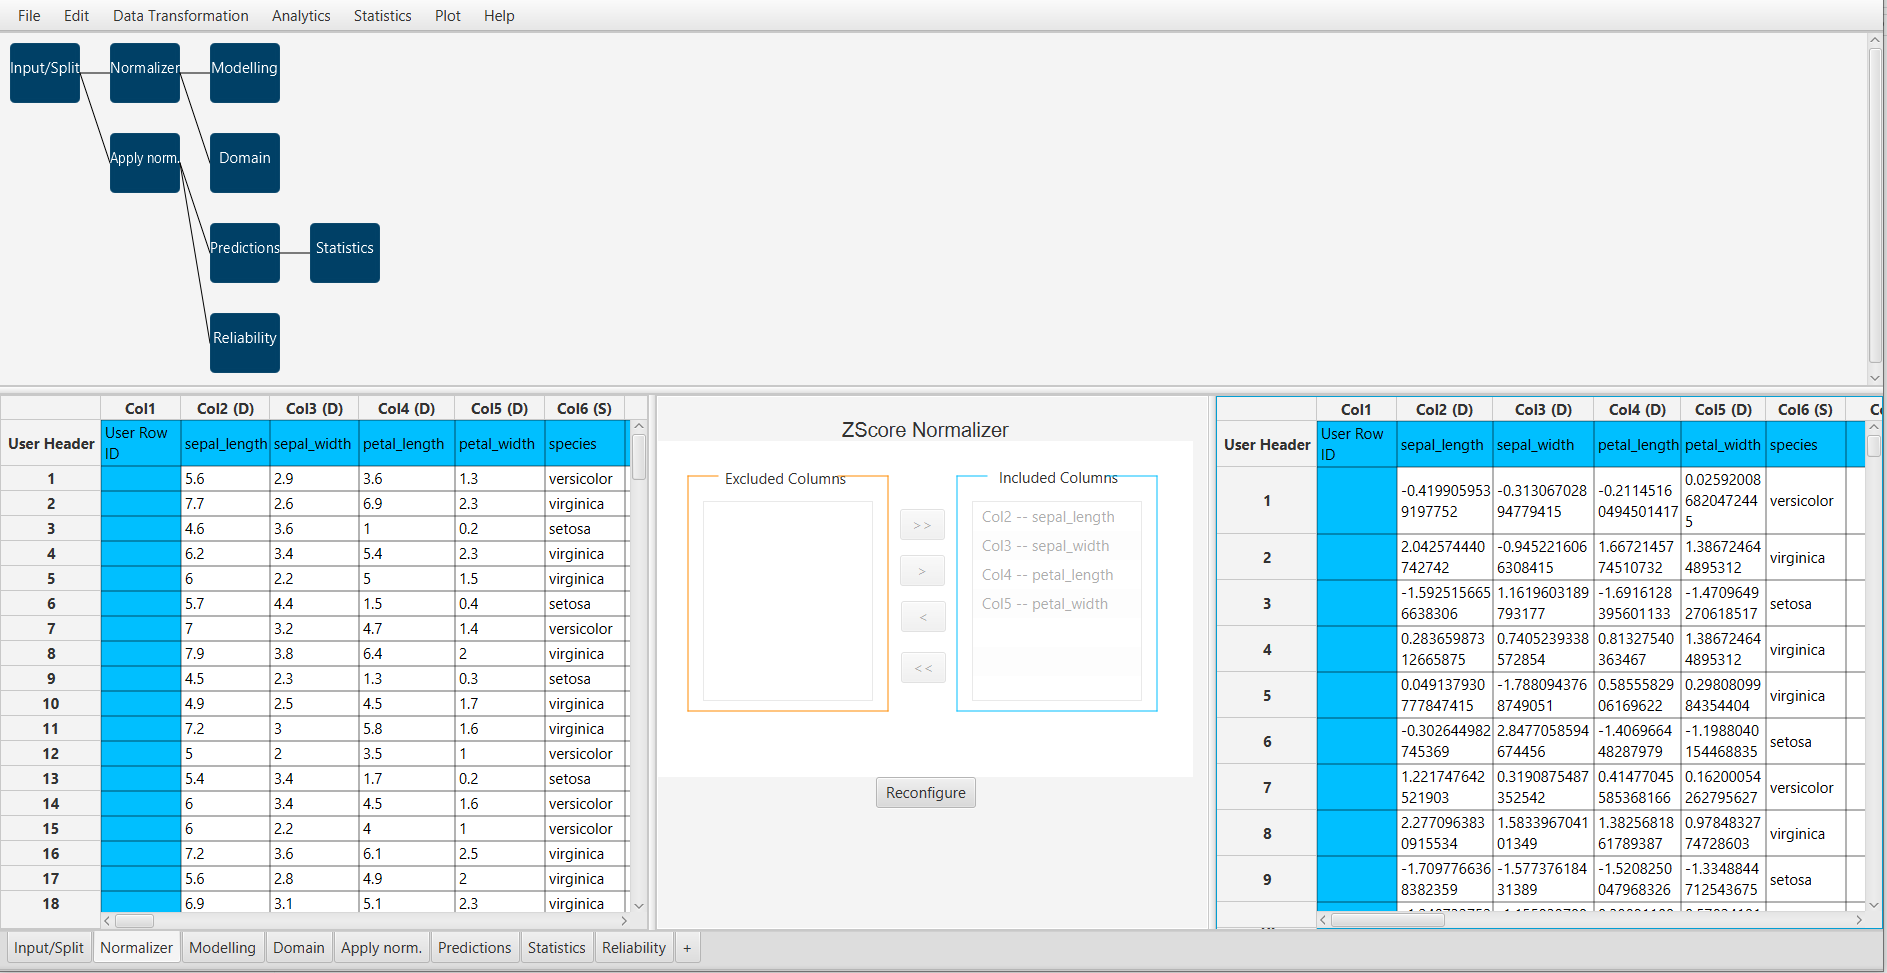 File Edit Data Transformation Analytics Statistics Plot Help
Input/Split Normalizer Modelling
Apply norm. Domain
Predictions Statistics
Reliability
Col1 Col2 (D) Col3 (D) Col4 (D) Col5 (D) Col6 (S)
User Header User Row ID sepal_length sepal_width petal_length petal_width species
1 5.6 2.9 3.6 1.3 versicolor
2 7.7 2.6 6.9 2.3 virginica
3 4.6 3.6 1 0.2 setosa
4 6.2 3.4 5.4 2.3 virginica
5 6 2.2 5 1.5 virginica
6 5.7 4.4 1.5 0.4 setosa
7 7 3.2 4.7 1.4 versicolor
8 7.9 3.8 6.4 2 virginica
9 4.5 2.3 1.3 0.3 setosa
10 4.9 2.5 4.5 1.7 virginica
11 7.2 3 5.8 1.6 virginica
12 5 2 3.5 1 versicolor
13 5.4 3.4 1.7 0.2 setosa
14 6 3.4 4.5 1.6 versicolor
15 6 2.2 4 1 versicolor
16 7.2 3.6 6.1 2.5 virginica
17 5.6 2.8 4.9 2 virginica
18 6.9 3.1 5.1 2.3 virginica
ZScore Normalizer
Excluded Columns
>>
>
<
<<
Included Columns
Col2 -- sepal_length
Col3 -- sepal_width
Col4 -- petal_length
Col5 -- petal_width
Reconfigure
Col1 Col2 (D) Col3 (D) Col4 (D) Col5 (D) Col6 (S)
User Header User Row ID sepal_length sepal_width petal_length petal_width species
1 -0.4199059539197752 -0.31306702894779415 -0.21145160494501417 0.025920086820472445 versicolor
2 2.042574440742742 -0.9452216066308415 1.6672145774510732 1.386724644895312 virginica
3 -1.5925156656638306 1.1619603189793177 -1.6916128395601133 -1.4709649270618517 setosa
4 0.28365987312665875 0.7405239338572854 0.81327540363467 1.386724644895312 virginica
5 0.049137930777847415 -1.7880943768749051 0.5855582906169622 0.2980809984354404 virginica
6 -0.302644982745369 2.8477058594674456 -1.406966448287979 -1.1988040154468835 setosa
7 1.221747642521903 0.3190875487352542 0.41477045585368166 0.16200054262795627 versicolor
8 2.2770963830915534 1.583396704101349 1.3825681861789387 0.9784832774728603 virginica
9 -1.7097766368382359 -1.57737618431389 -1.5208250047968326 -1.3348844712543675 setosa
Input/Split Normalizer Modelling Domain Apply norm. Predictions Statistics Reliability +